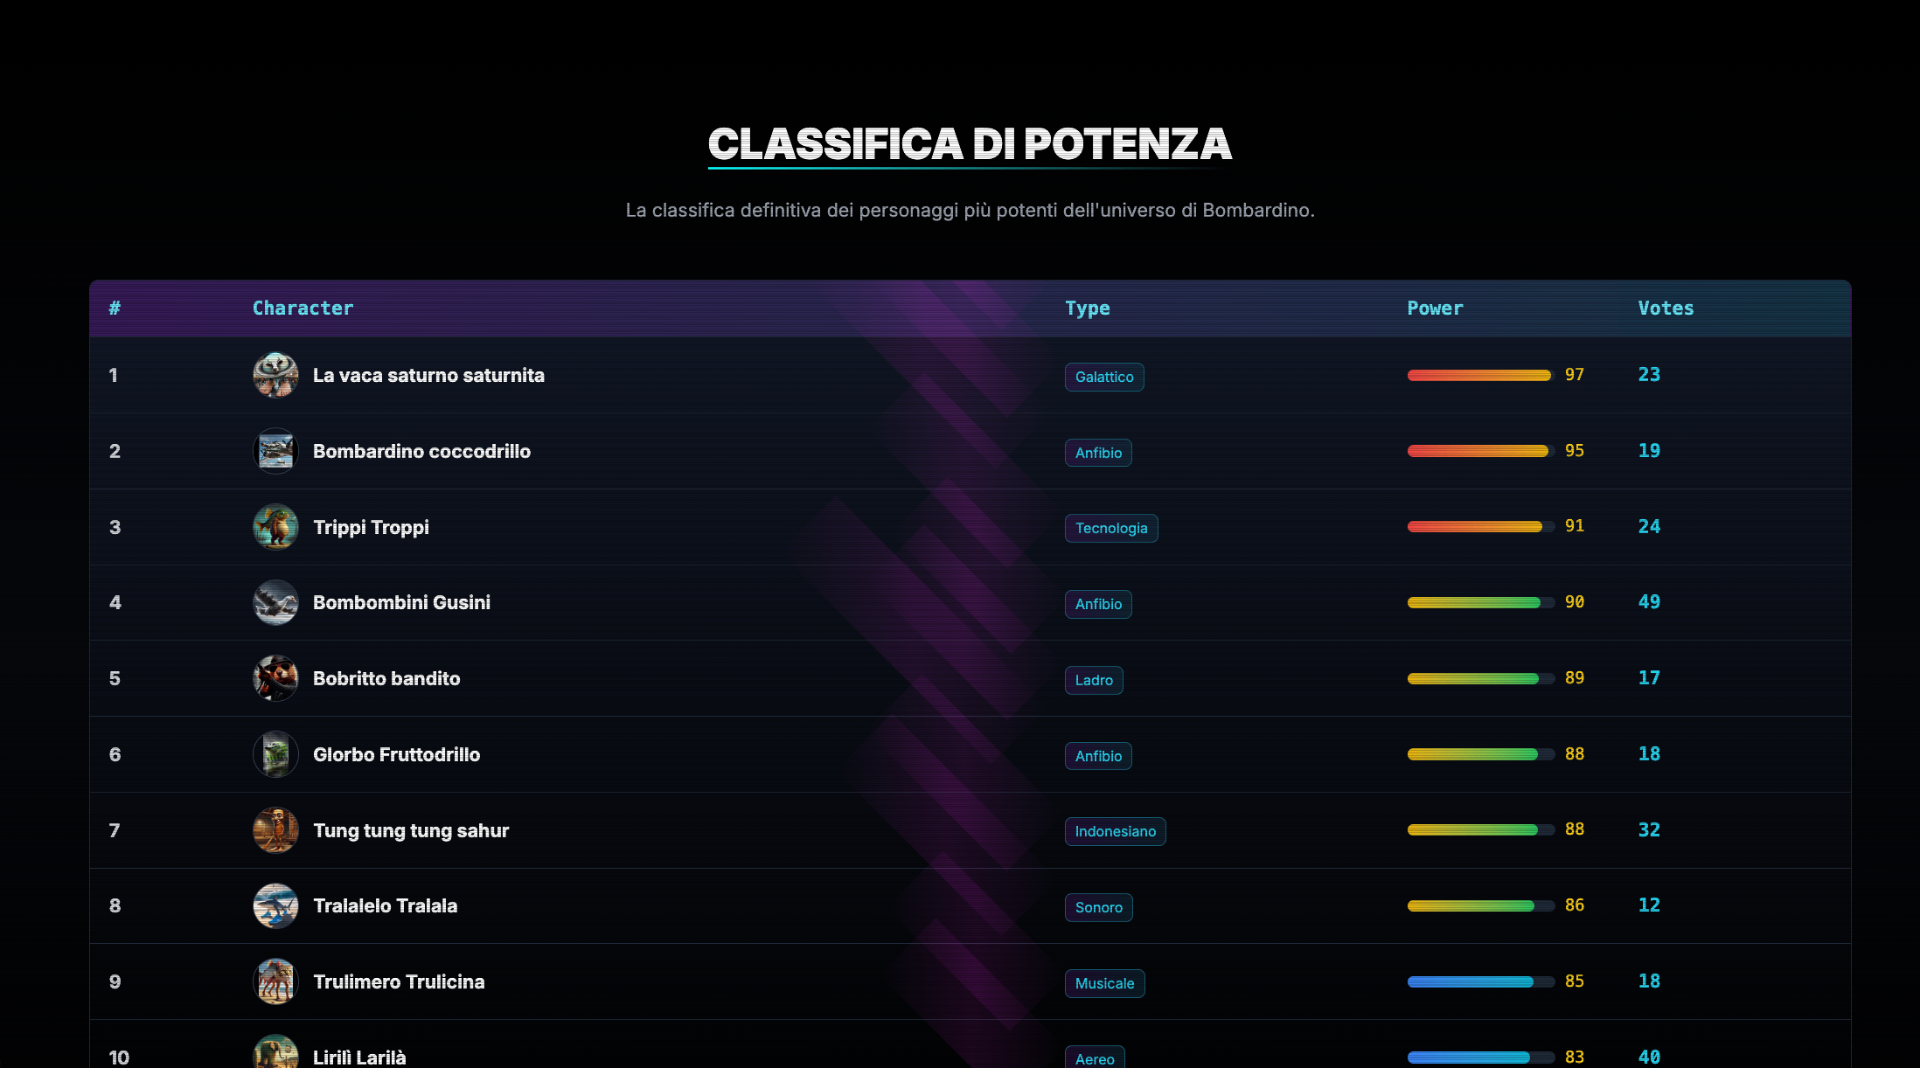 CLASSIFICA DI POTENZA
La classifica definitiva dei personaggi più potenti dell'universo di Bombardino.
# Character Type Power Votes
1 La vaca saturno saturnita Galattico 97 23
2 Bombardino coccodrillo Anfibio 95 19
3 Trippi Troppi Tecnologia 91 24
4 Bombombini Gusini Anfibio 90 49
5 Bobritto bandito Ladro 89 17
6 Glorbo Fruttodrillo Anfibio 88 18
7 Tung tung tung sahur Indonesiano 88 32
8 Tralalelo Tralala Sonoro 86 12
9 Trulimero Trulicina Musicale 85 18
10 Lirilì Larilà Aereo 83 40